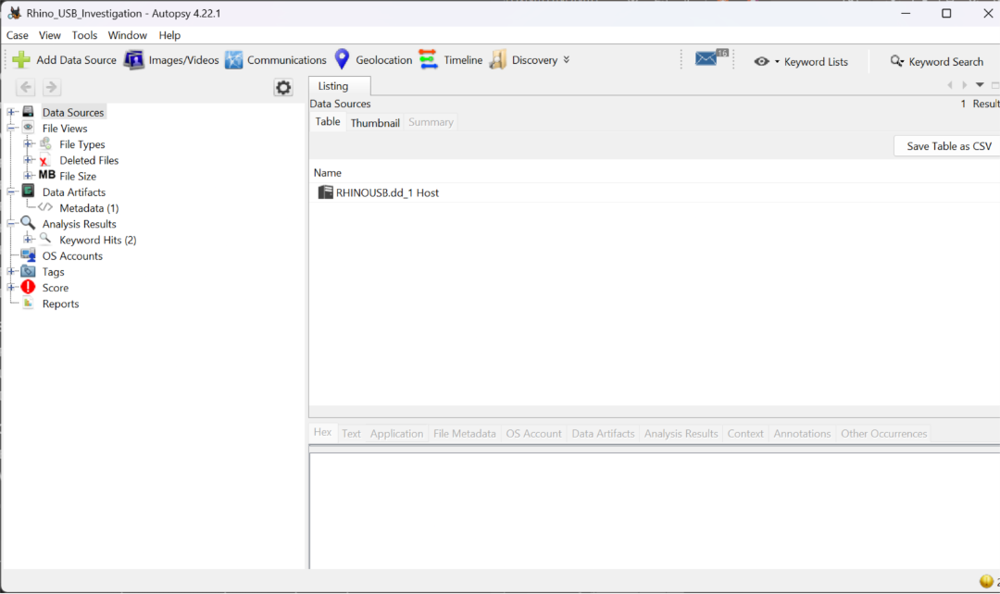 Rhino_USB_Investigation - Autopsy 4.22.1
Case View Tools Window Help
Add Data Source Images/Videos Communications Geolocation Timeline Discovery 16 Keyword Lists Keyword Search
Listing
Data Sources
File Views
File Types
Deleted Files
MB File Size
Data Artifacts
Metadata (1)
Analysis Results
Keyword Hits (2)
OS Accounts
Tags
Score
Reports
Data Sources
1 Result
Table Thumbnail Summary
Save Table as CSV
Name
RHINOUSB.dd_1 Host
Hex Text Application File Metadata OS Account Data Artifacts Analysis Results Context Annotations Other Occurrences